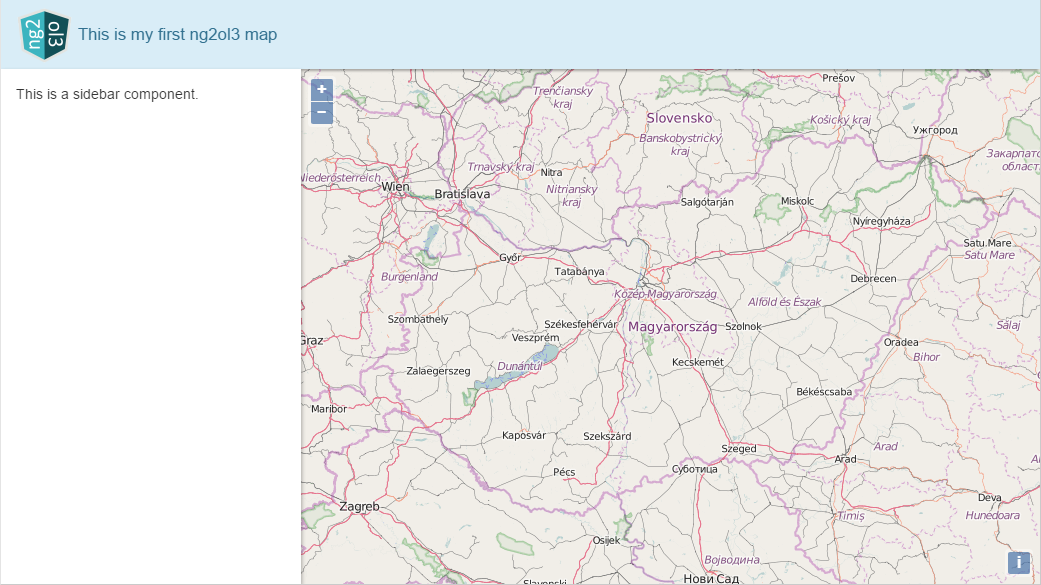 ng2
ol3
This is my first ng2ol3 map
This is a sidebar component.
+
−
Prešov
Trenčiansky
kraj
Slovensko
Košický kraj
Ужгород
Banskobystrický
kraj
Закарпатс
област
Trnavský kraj
Nitra
Niederösterreich
Wien
Bratislava
Nitriansky
kraj
Salgótarján
Miskolc
Nyíregyháza
Satu Mare
Satu Mare
Győr
Tatabánya
Burgenland
Debrecen
Közép-Magyarország
Alföld és Észak
Szombathely
Székesfehérvár
Magyarország
Szolnok
Sălaj
Veszprém
Graz
Oradea
Bihor
Dunántúl
Kecskemét
Zalaegerszeg
Békéscsaba
Maribor
Kaposvár
Szekszárd
Szeged
Arad
Arad
Pécs
Суботица
Deva
Zagreb
Timiș
Hunedoara
Osijek
Војводина
Нови Сад
Slavonski
i